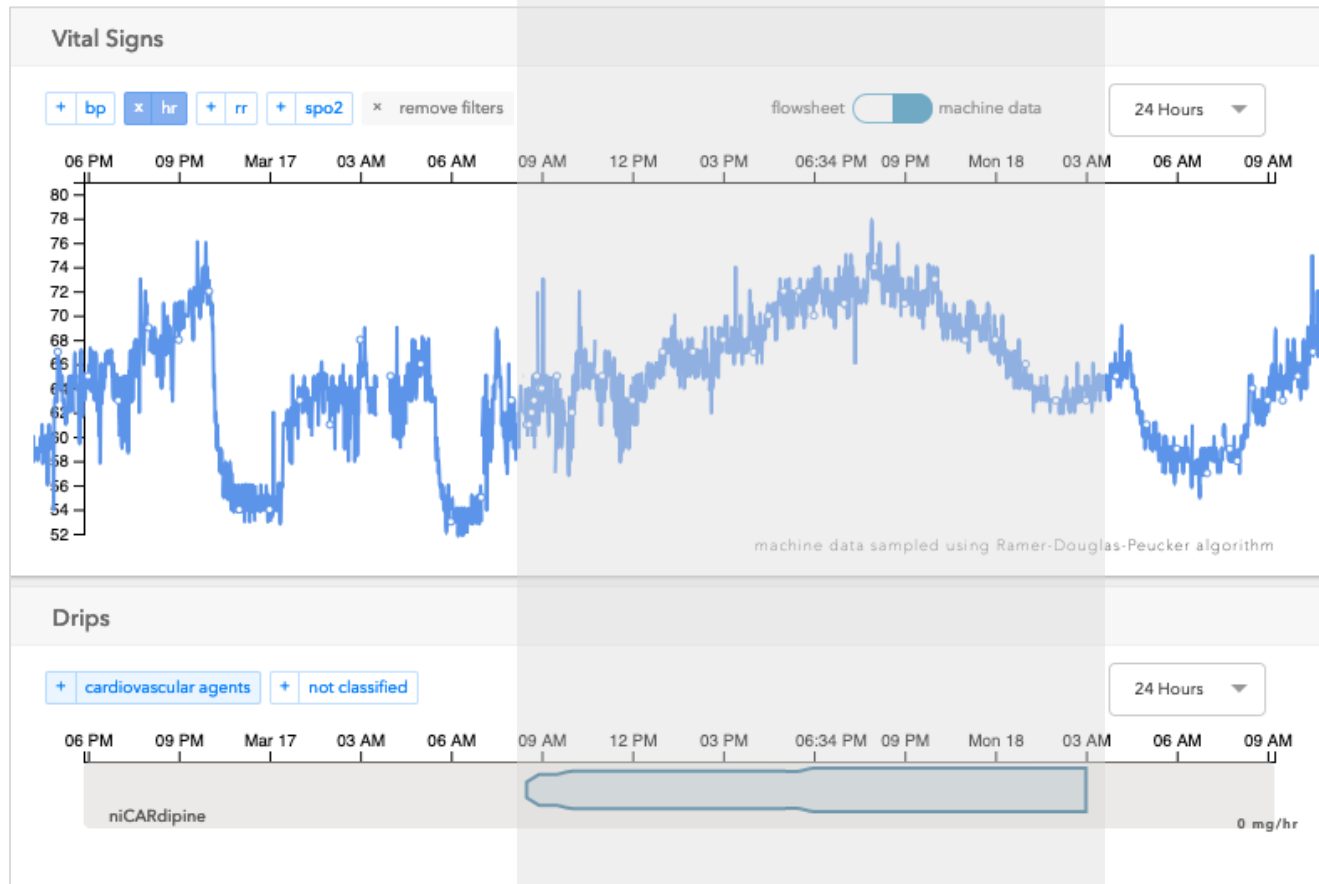 Vital Signs
+ bp x hr + rr + spo2 × remove filters flowsheet machine data 24 Hours
06 PM 09 PM Mar 17 03 AM 06 AM 09 AM 12 PM 03 PM 06:34 PM 09 PM Mon 18 03 AM 06 AM 09 AM
80
78
76
74
72
70
68
66
64
62
60
58
56
54
52
machine data sampled using Ramer-Douglas-Peucker algorithm
Drips
+ cardiovascular agents + not classified 24 Hours
06 PM 09 PM Mar 17 03 AM 06 AM 09 AM 12 PM 03 PM 06:34 PM 09 PM Mon 18 03 AM 06 AM 09 AM
niCARdipine
0 mg/hr